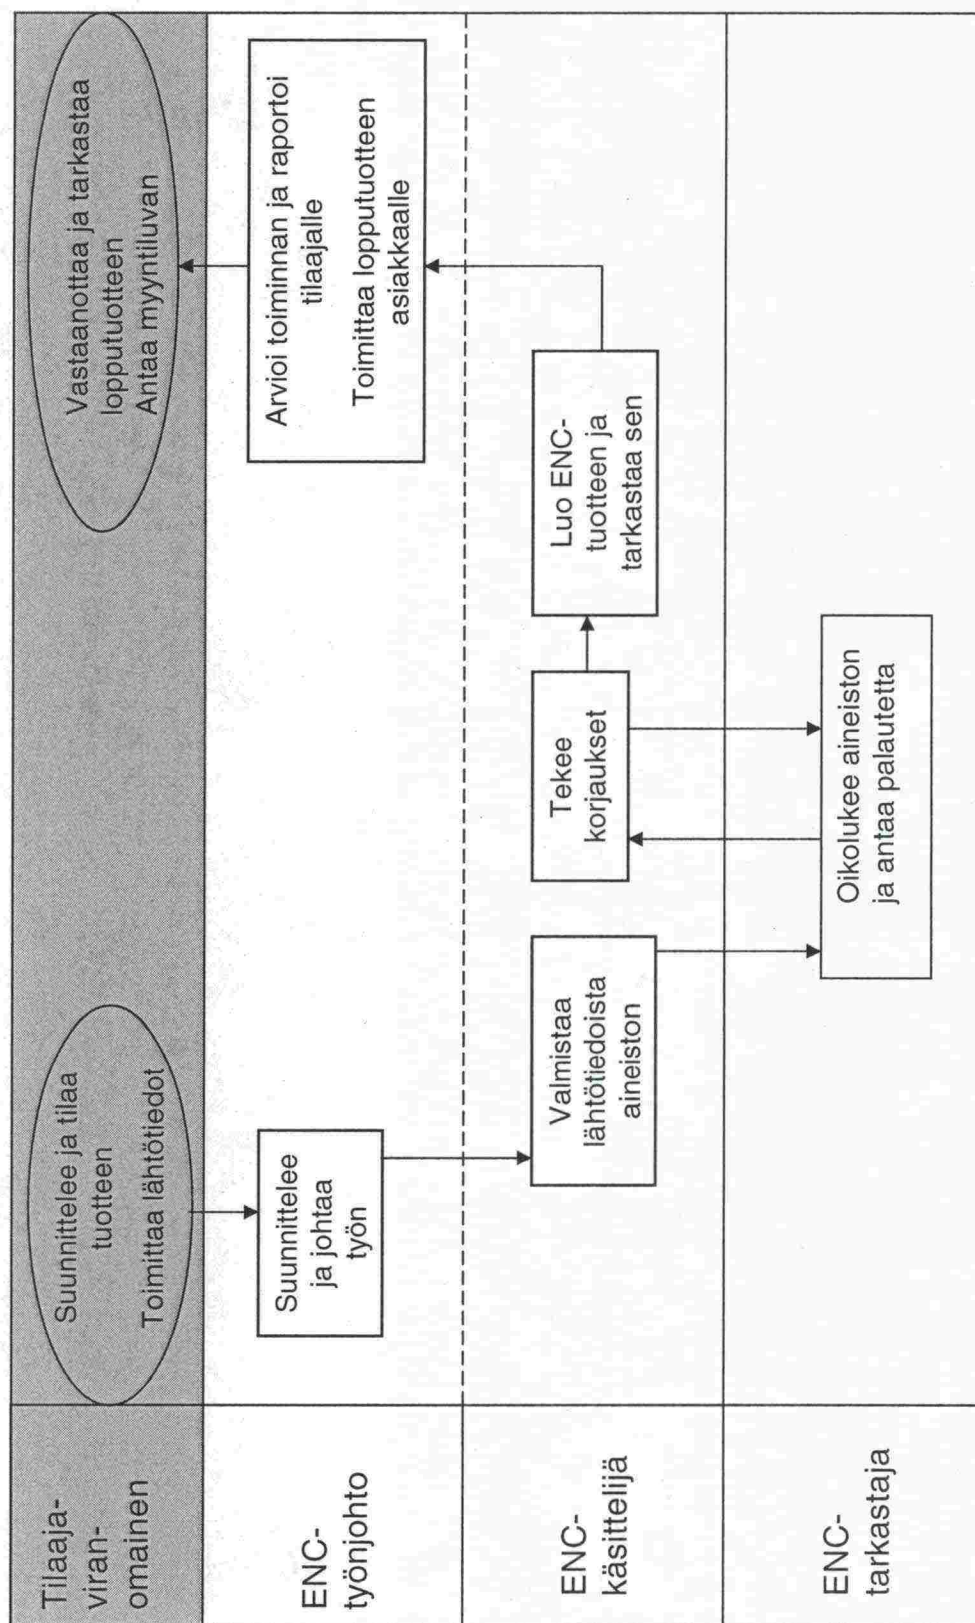 Tilaaja-
viran-
omainen
Suunnittelee ja tilaa
tuotteen
Toimittaa lähtötiedot
Vastaanottaa ja tarkastaa
lopputuotteen
Antaa myyntiluvan
ENC-
työnjohto
Suunnittelee
ja johtaa
työn
Arvioi toiminnan ja raportoi
tilaajalle
Toimittaa lopputuotteen
asiakkaalle
ENC-
käsittelijä
Valmistaa
lähtötiedoista
aineiston
Tekee
korjaukset
Luo ENC-
tuotteen ja
tarkastaa sen
ENC-
tarkastaja
Oikolukee aineiston
ja antaa palautetta